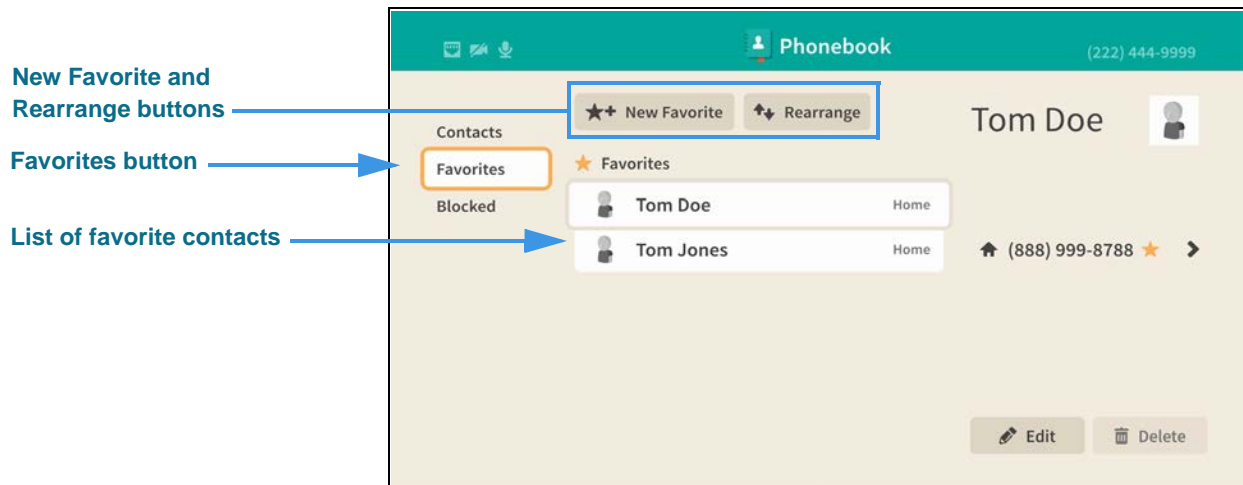 Phonebook
(222) 444-9999
New Favorite and
Rearrange buttons
New Favorite
Rearrange
Tom Doe
Contacts
Favorites button
Favorites
Favorites
Blocked
Tom Doe
Home
List of favorite contacts
Tom Jones
Home
(888) 999-8788
Edit
Delete